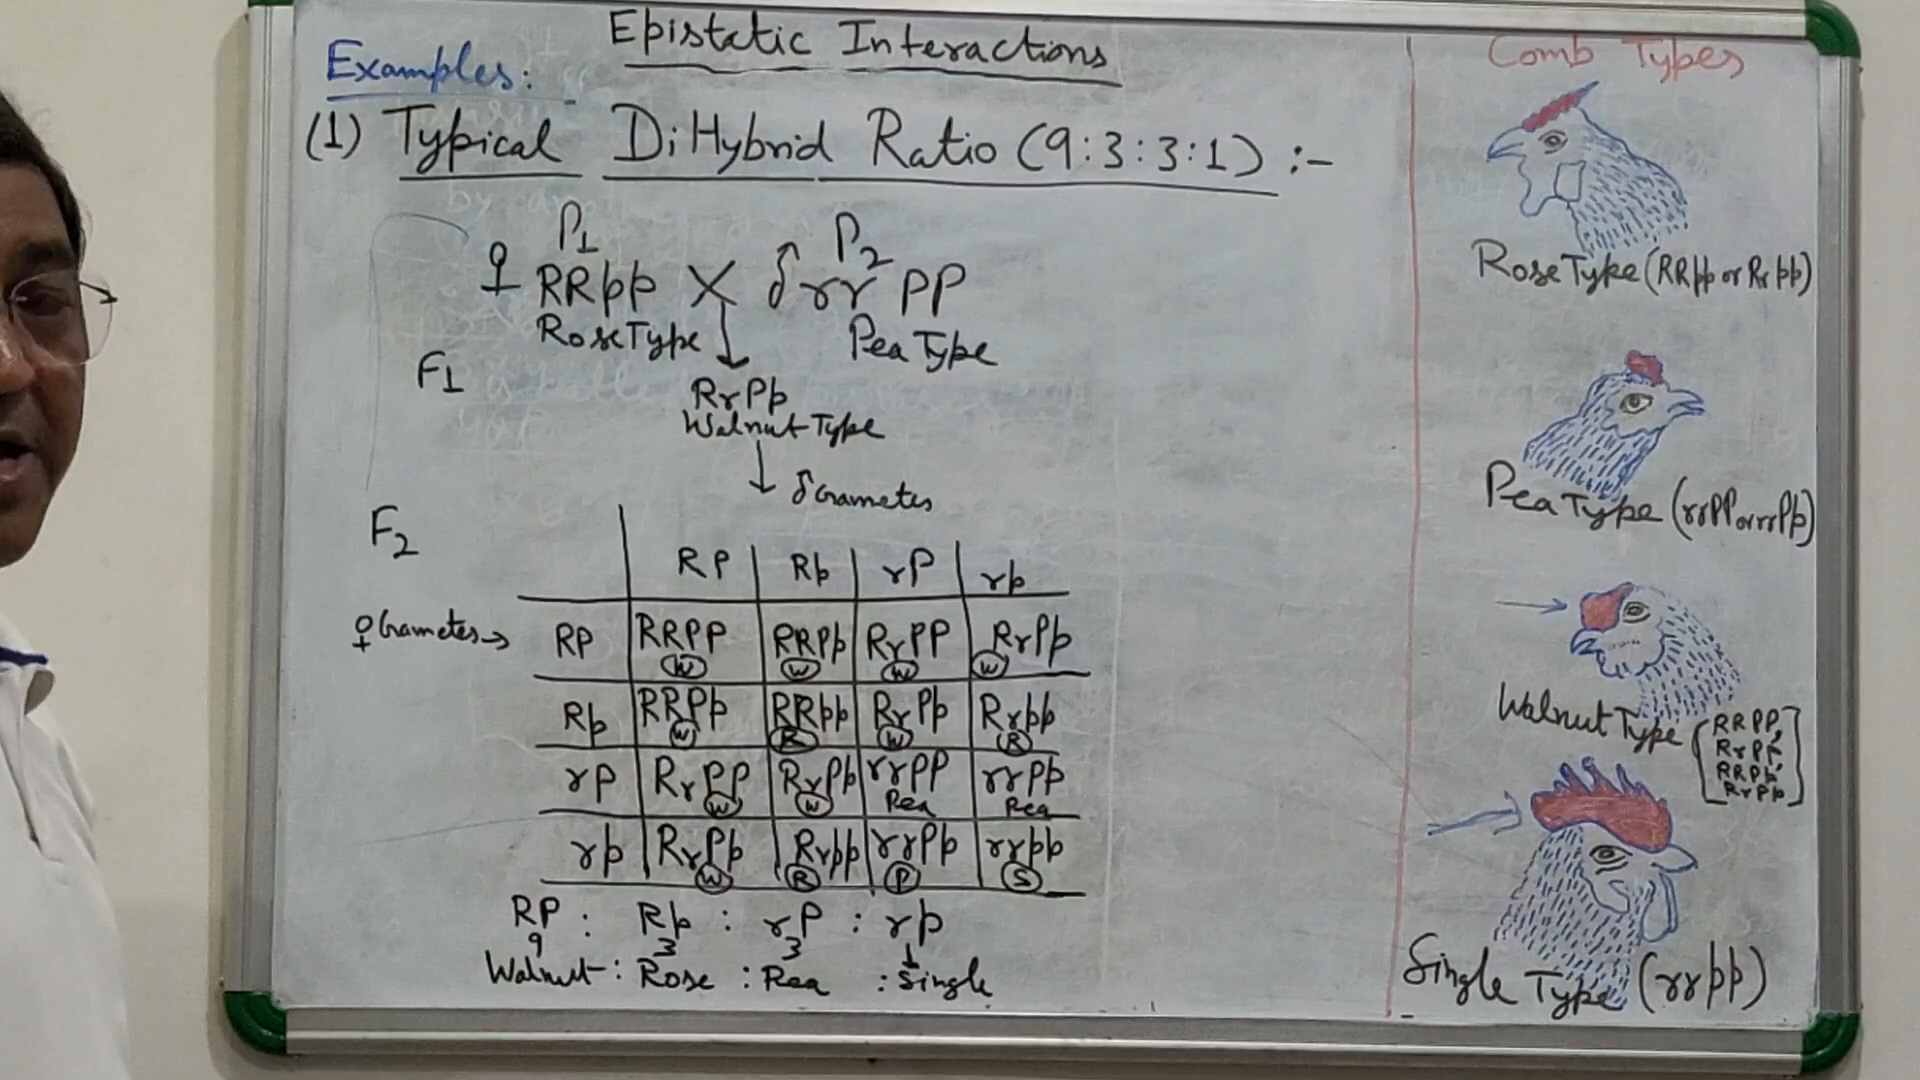 Epistatic Interactions
Examples:
(1) Typical DiHybrid Ratio (9:3:3:1) :-
P1 P2
♀ RRpp X ♂ rr PP
Rose Type Pea Type
F1
RrPp
Walnut Type
♂ Gametes
F2
RP Rp rP rp
♀ Gametes → RP RRPP RRPp RrPP RrPp
W W W W
Rp RRPp RRpp RrPp Rrpp
W R W R
rP RrPP RrPp rrPP rrPp
W W Pea Pea
rp RrPp Rrpp rrPp rrpp
W R P S
RP : Rp : rP : rp
9 3 3 1
Walnut : Rose : Pea : Single
Comb Types
Rose Type (RRpp or Rrpp)
Pea Type (rrPP or rrPp)
Walnut Type [RRPP,
RrPP,
RRPp,
RrPp]
Single Type (rrpp)